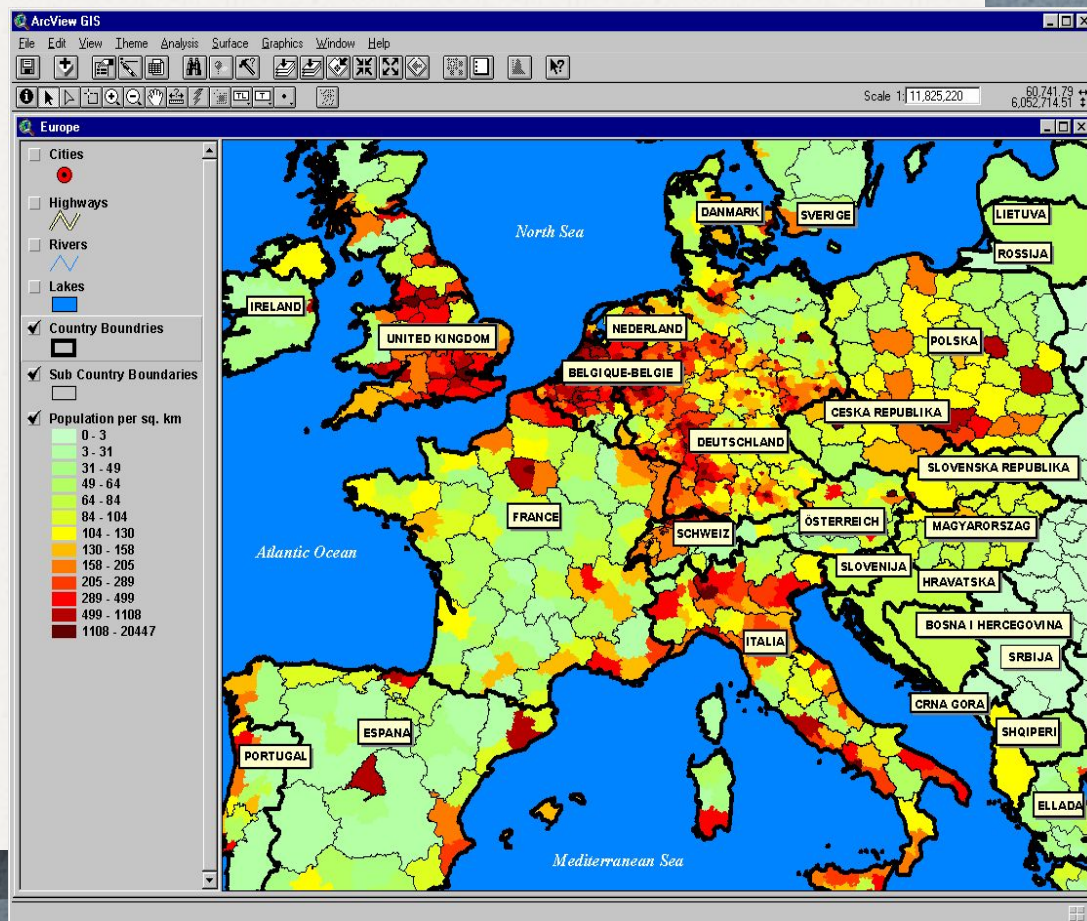 ArcView GIS
File Edit View Theme Analysis Surface Graphics Window Help
Scale 1: 11,825,220
60,741.79
6,052,714.51
Europe
Cities
Highways
Rivers
Lakes
Country Boundries
Sub Country Boundaries
Population per sq. km
0 - 3
3 - 31
31 - 49
49 - 64
64 - 84
84 - 104
104 - 130
130 - 158
158 - 205
205 - 289
289 - 499
499 - 1108
1108 - 20447
North Sea
DANMARK
SVERIGE
LIETUVA
ROSSIJA
IRELAND
UNITED KINGDOM
NEDERLAND
POLSKA
BELGIQUE-BELGIE
CESKA REPUBLIKA
DEUTSCHLAND
SLOVENSKA REPUBLIKA
FRANCE
ÖSTERREICH
MAGYARORSZAG
SCHWEIZ
Atlantic Ocean
SLOVENIJA
HRAVATSKA
BOSNA I HERCEGOVINA
ITALIA
SRBIJA
CRNA GORA
ESPANA
SHQIPERI
PORTUGAL
ELLADA
Mediterranean Sea